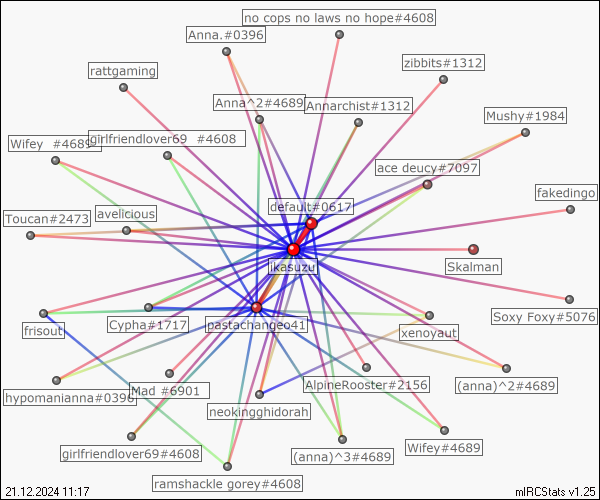 no cops no laws no hope#4608
Anna.#0396
zibbits#1312
rattgaming
Anna^2#4689
Annarchist#1312
Mushy#1984
Wifey  #4689
girlfriendlover69  #4608
ace deucy#7097
default#0617
fakedingo
Toucan#2473
avelicious
ikasuzu
Skalman
Soxy Foxy#5076
frisout
Cypha#1717
pastachangeo41
xenoyaut
hypomanianna#0396
Mad #6901
AlpineRooster#2156
(anna)^2#4689
neokingghidorah
girlfriendlover69#4608
(anna)^3#4689
Wifey#4689
ramshackle gorey#4608
21.12.2024 11:17
mIRCStats v1.25